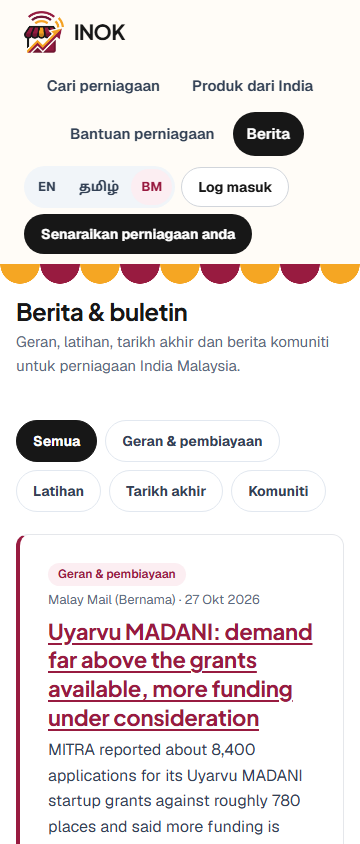 INOK
Cari perniagaan Produk dari India
Bantuan perniagaan Berita
EN தமிழ் BM Log masuk
Senaraikan perniagaan anda
Berita & buletin
Geran, latihan, tarikh akhir dan berita komuniti
untuk perniagaan India Malaysia.
Semua Geran & pembiayaan
Latihan Tarikh akhir Komuniti
Geran & pembiayaan
Malay Mail (Bernama) · 27 Okt 2026
Uyarvu MADANI: demand
far above the grants
available, more funding
under consideration
MITRA reported about 8,400
applications for its Uyarvu MADANI
startup grants against roughly 780
places and said more funding is